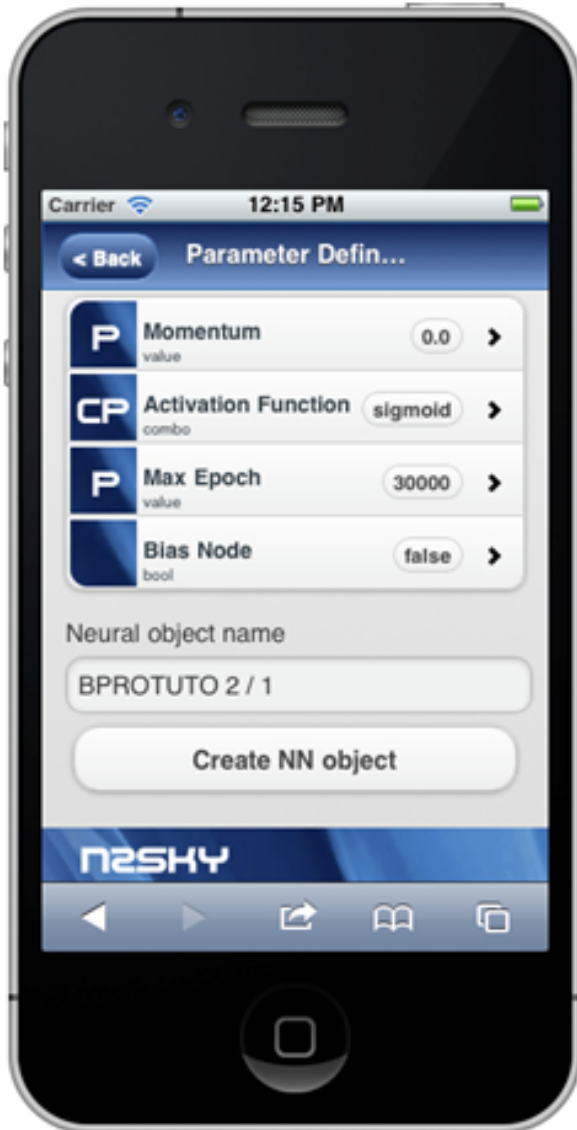 Carrier 12:15 PM
< Back Parameter Defin...
P Momentum 0.0
value
CP Activation Function sigmoid
combo
P Max Epoch 30000
value
Bias Node false
bool
Neural object name
BPROTUTO 2 / 1
Create NN object
N2SKY